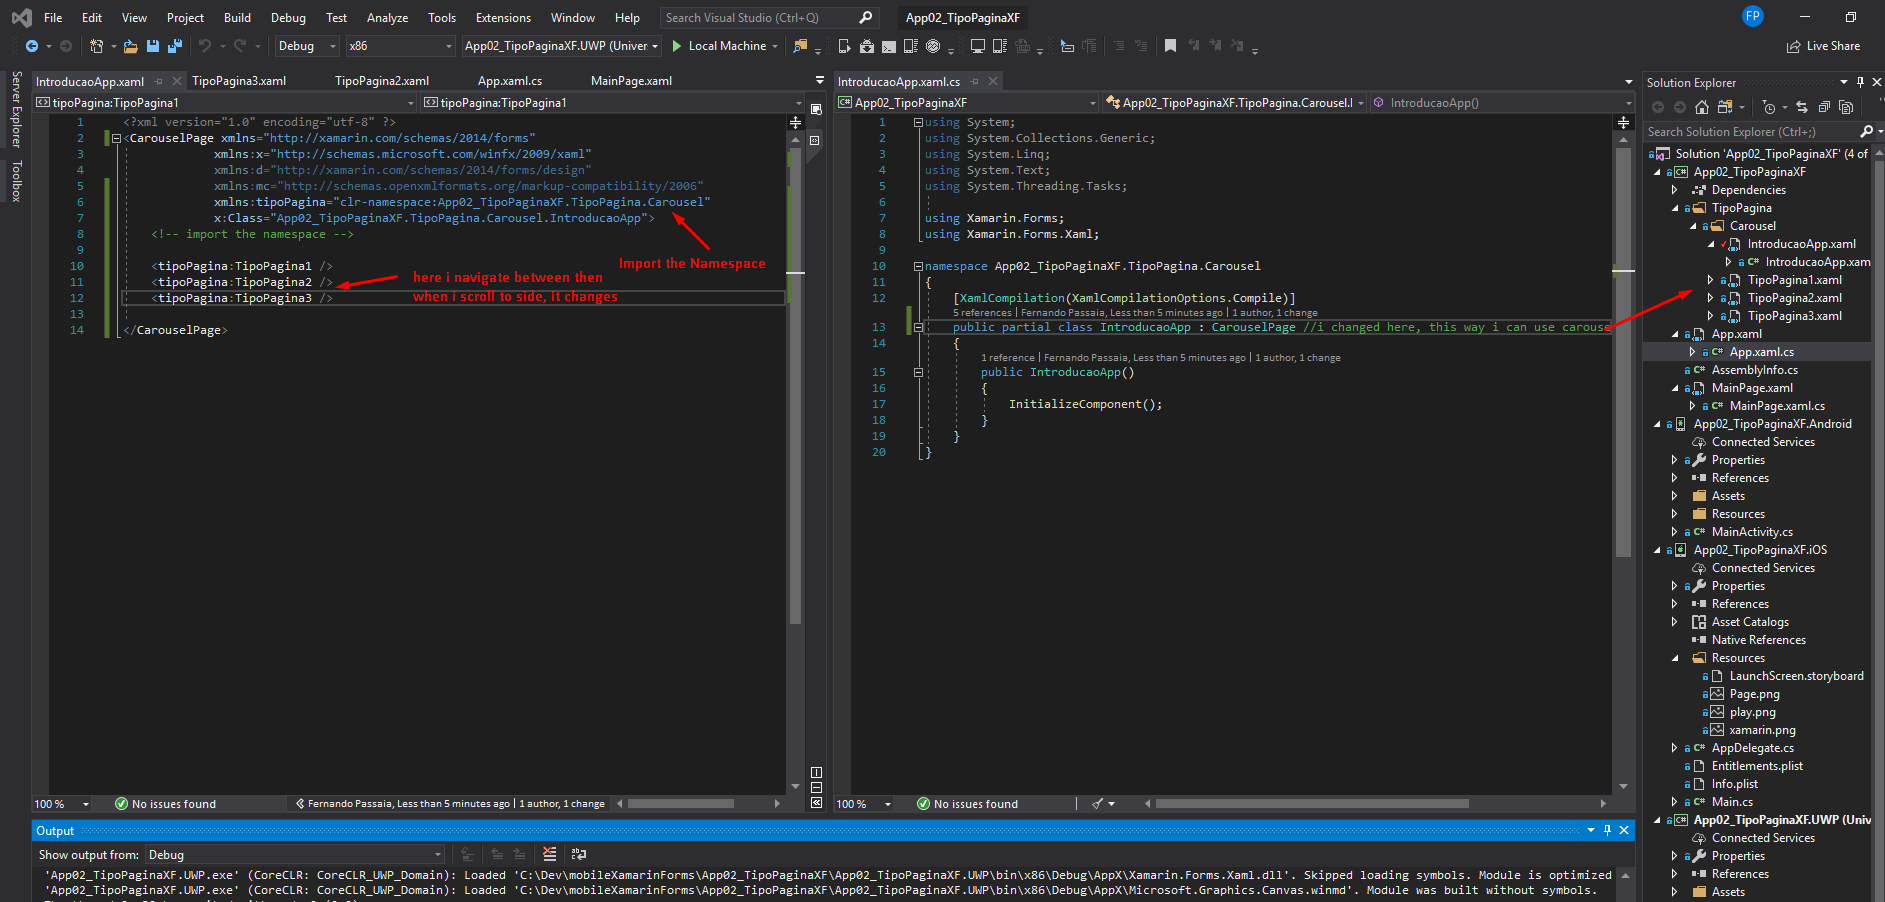 File Edit View Project Build Debug Test Analyze Tools Extensions Window Help Search Visual Studio (Ctrl+Q) App02_TipoPaginaXF FP
Debug x86 App02_TipoPaginaXF.UWP (Univer Local Machine Live Share
Server Explorer
Toolbox
IntroducaoApp.xaml TipoPagina3.xaml TipoPagina2.xaml App.xaml.cs MainPage.xaml
tipoPagina:TipoPagina1 tipoPagina:TipoPagina1
1 <?xml version="1.0" encoding="utf-8" ?>
2 <CarouselPage xmlns="http://xamarin.com/schemas/2014/forms"
3 xmlns:x="http://schemas.microsoft.com/winfx/2009/xaml"
4 xmlns:d="http://xamarin.com/schemas/2014/forms/design"
5 xmlns:mc="http://schemas.openxmlformats.org/markup-compatibility/2006"
6 xmlns:tipoPagina="clr-namespace:App02_TipoPaginaXF.TipoPagina.Carousel"
7 x:Class="App02_TipoPaginaXF.TipoPagina.Carousel.IntroducaoApp">
8 <!-- import the namespace -->
9
10 <tipoPagina:TipoPagina1 />
11 <tipoPagina:TipoPagina2 />
12 <tipoPagina:TipoPagina3 />
13
14 </CarouselPage>
Import the Namespace
here i navigate between then
when i scroll to side, it changes
100 % No issues found Fernando Passaia, Less than 5 minutes ago | 1 author, 1 change
IntroducaoApp.xaml.cs
App02_TipoPaginaXF App02_TipoPaginaXF.TipoPagina.Carousel.I IntroducaoApp()
1 using System;
2 using System.Collections.Generic;
3 using System.Linq;
4 using System.Text;
5 using System.Threading.Tasks;
6
7 using Xamarin.Forms;
8 using Xamarin.Forms.Xaml;
9
10 namespace App02_TipoPaginaXF.TipoPagina.Carousel
11 {
12 [XamlCompilation(XamlCompilationOptions.Compile)]
5 references | Fernando Passaia, Less than 5 minutes ago | 1 author, 1 change
13 public partial class IntroducaoApp : CarouselPage //i changed here, this way i can use carouse
14 {
1 reference | Fernando Passaia, Less than 5 minutes ago | 1 author, 1 change
15 public IntroducaoApp()
16 {
17 InitializeComponent();
18 }
19 }
20 }
100 % No issues found
Solution Explorer
Search Solution Explorer (Ctrl+;)
Solution 'App02_TipoPaginaXF' (4 of
App02_TipoPaginaXF
Dependencies
TipoPagina
Carousel
IntroducaoApp.xaml
IntroducaoApp.xam
TipoPagina1.xaml
TipoPagina2.xaml
TipoPagina3.xaml
App.xaml
App.xaml.cs
AssemblyInfo.cs
MainPage.xaml
MainPage.xaml.cs
App02_TipoPaginaXF.Android
Connected Services
Properties
References
Assets
Resources
MainActivity.cs
App02_TipoPaginaXF.iOS
Connected Services
Properties
References
Asset Catalogs
Native References
Resources
LaunchScreen.storyboard
Page.png
play.png
xamarin.png
AppDelegate.cs
Entitlements.plist
Info.plist
Main.cs
App02_TipoPaginaXF.UWP (Univ
Connected Services
Properties
References
Assets
Output
Show output from: Debug
'App02_TipoPaginaXF.UWP.exe' (CoreCLR: CoreCLR_UWP_Domain): Loaded 'C:\Dev\mobileXamarinForms\App02_TipoPaginaXF\App02_TipoPaginaXF.UWP\bin\x86\Debug\AppX\Xamarin.Forms.Xaml.dll'. Skipped loading symbols. Module is optimized
'App02_TipoPaginaXF.UWP.exe' (CoreCLR: CoreCLR_UWP_Domain): Loaded 'C:\Dev\mobileXamarinForms\App02_TipoPaginaXF\App02_TipoPaginaXF.UWP\bin\x86\Debug\AppX\Microsoft.Graphics.Canvas.winmd'. Module was built without symbols.